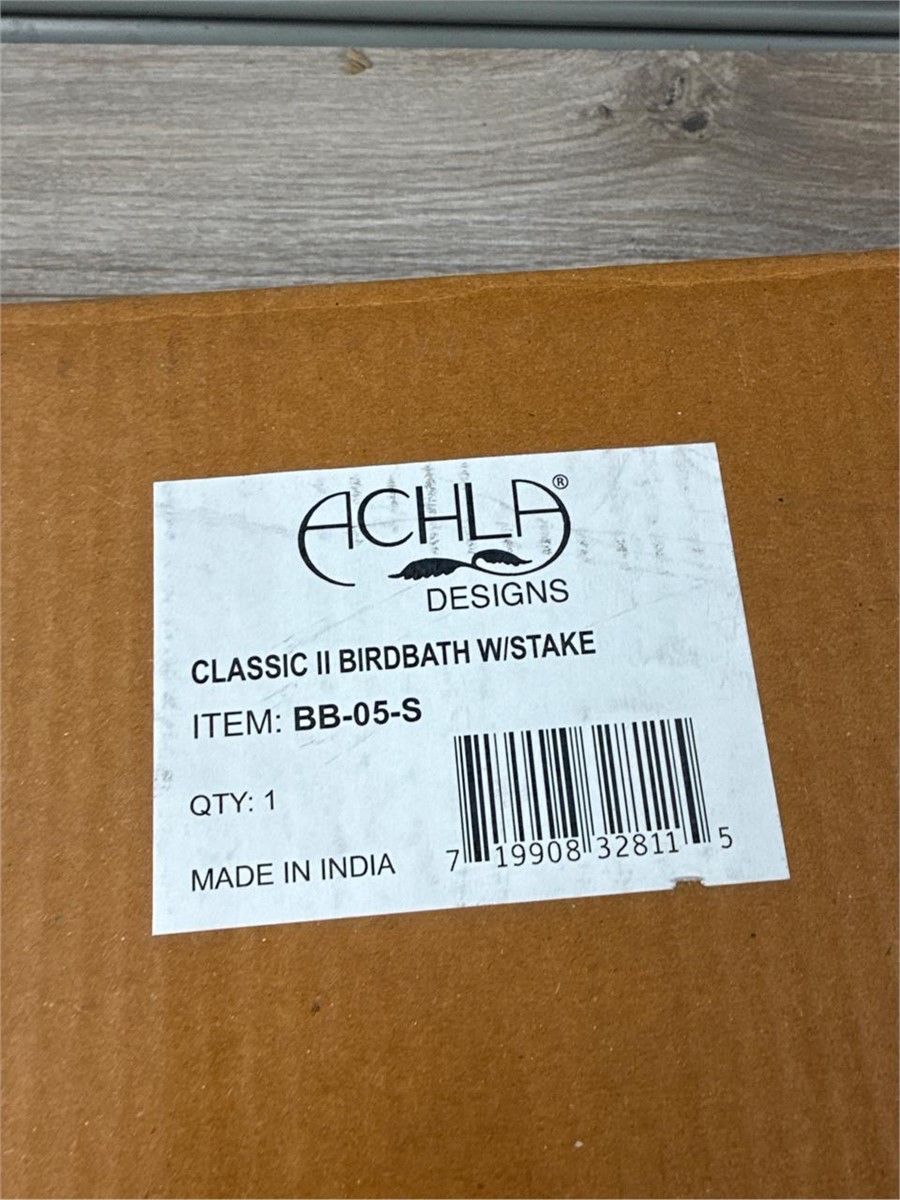 ACHLA®
DESIGNS
CLASSIC II BIRDBATH W/STAKE
ITEM: BB-05-S
QTY: 1
MADE IN INDIA
7 19908 32811 5